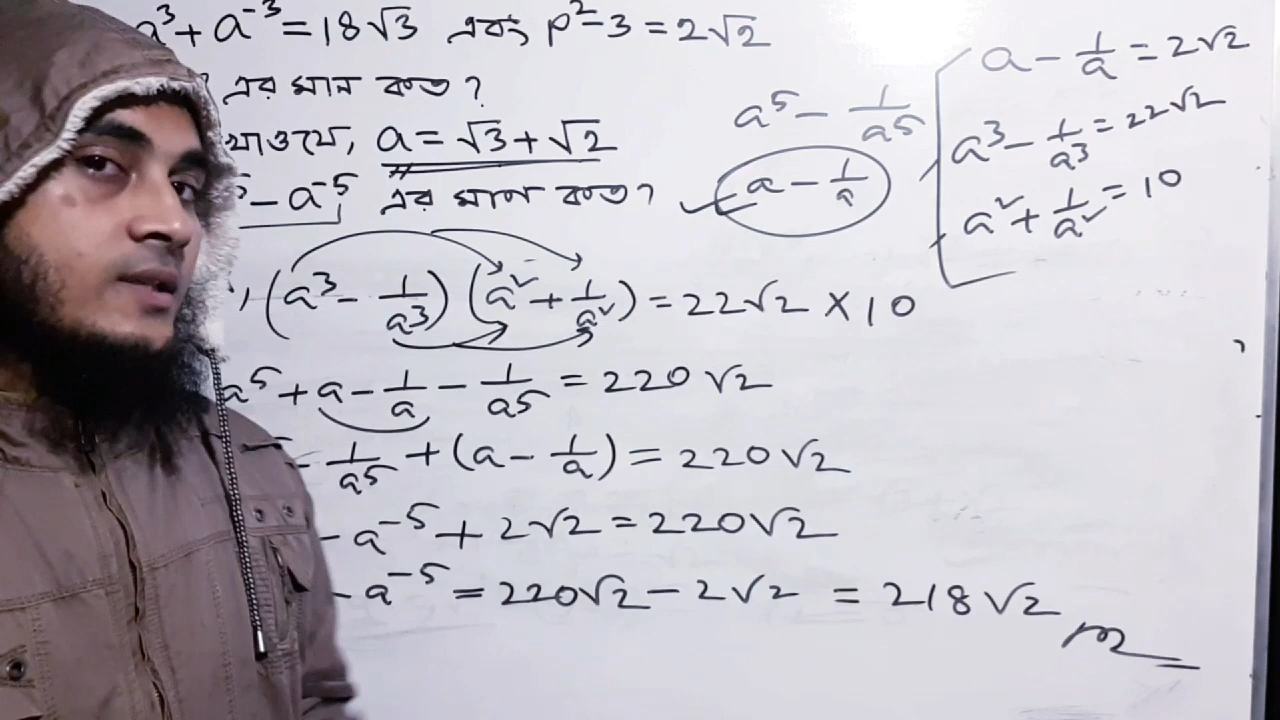 a³ + a⁻³ = 18√3 এবং p² - 3 = 2√2
এর মান কত?
a = √3 + √2
⁵ - a⁻⁵ এর মান কত?
a⁵ - 1/a⁵
a - 1/a
a - 1/a = 2√2
a³ - 1/a³ = 22√2
a² + 1/a² = 10
(a³ - 1/a³) (a² + 1/a²) = 22√2 × 10
a⁵ + a - 1/a - 1/a⁵ = 220√2
- 1/a⁵ + (a - 1/a) = 220√2
- a⁻⁵ + 2√2 = 220√2
- a⁻⁵ = 220√2 - 2√2 = 218√2